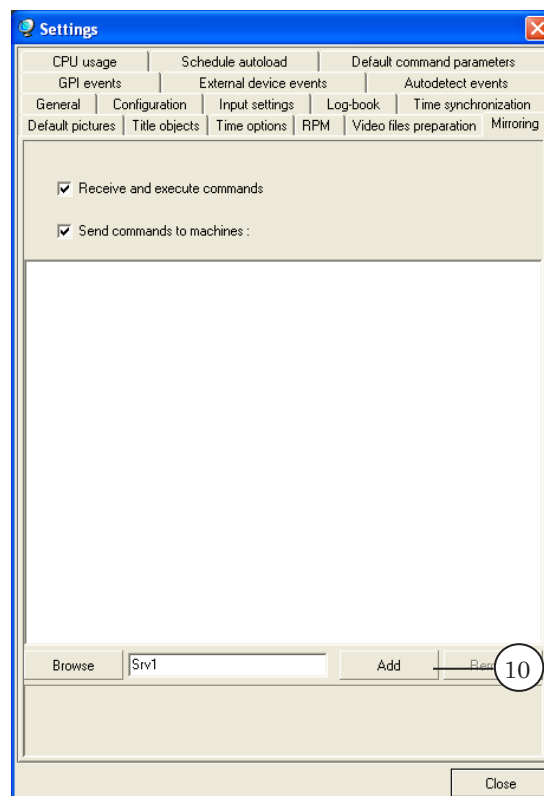 Settings
CPU usage Schedule autoload Default command parameters
GPI events External device events Autodetect events
General Configuration Input settings Log-book Time synchronization
Default pictures Title objects Time options RPM Video files preparation Mirroring
Receive and execute commands
Send commands to machines :
Browse Srv1 Add 10
Close